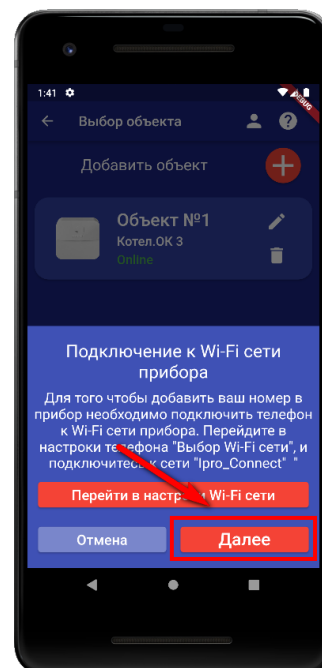 1:41
DEBUG
Выбор объекта
Добавить объект
Объект №1
Котел.ОК 3
Online
Подключение к Wi-Fi сети
прибора
Для того чтобы добавить ваш номер в
прибор необходимо подключить телефон
к Wi-Fi сети прибора. Перейдите в
настроки телефона "Выбор Wi-Fi сети", и
подключитесь к сети "Ipro_Connect" "
Перейти в настройки Wi-Fi сети
Отмена
Далее